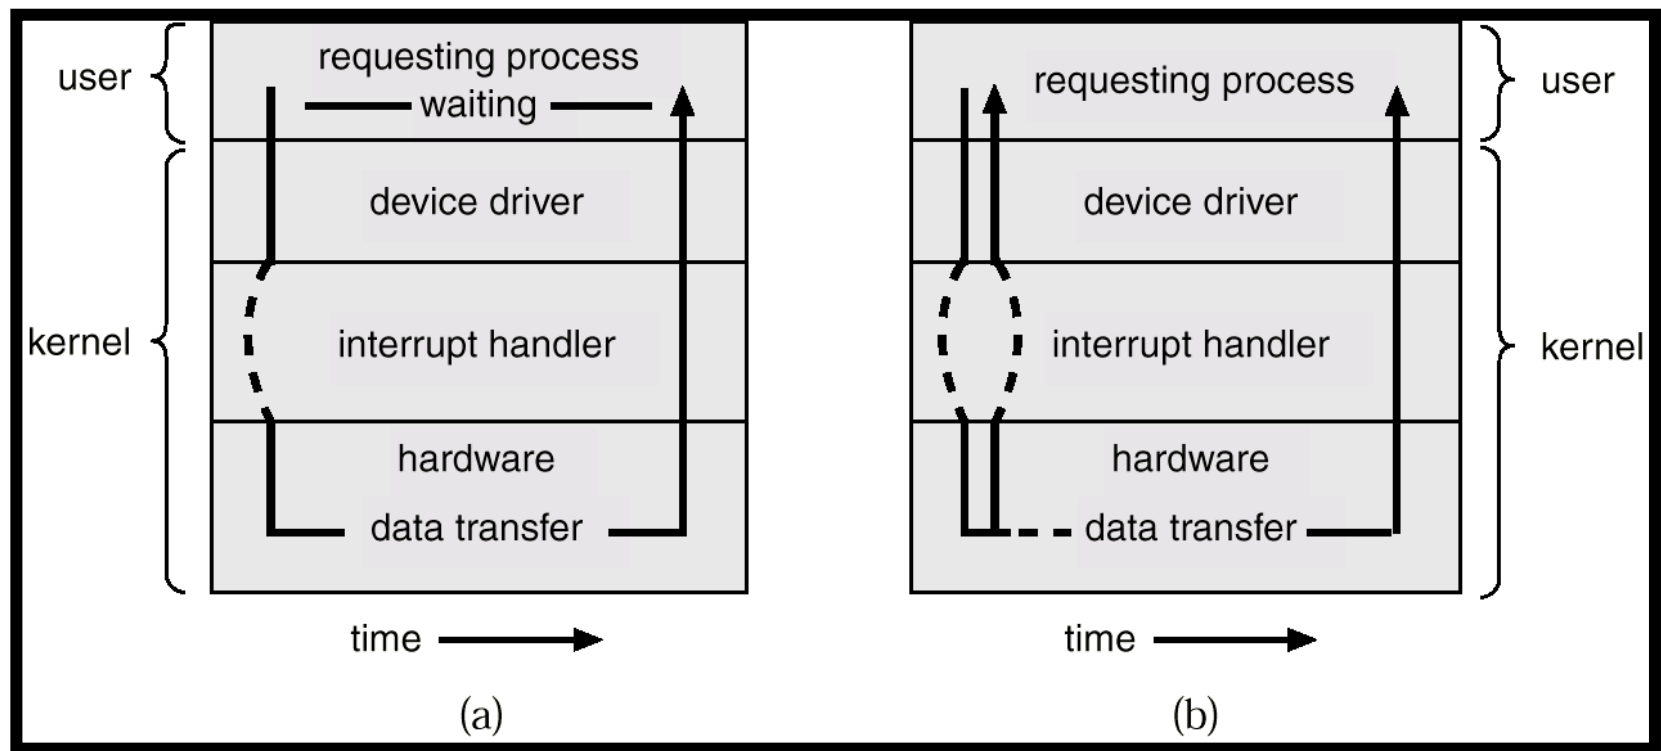 user
requesting process
waiting
device driver
kernel
interrupt handler
hardware
data transfer
time
(a)
requesting process
user
device driver
interrupt handler
kernel
hardware
data transfer
time
(b)